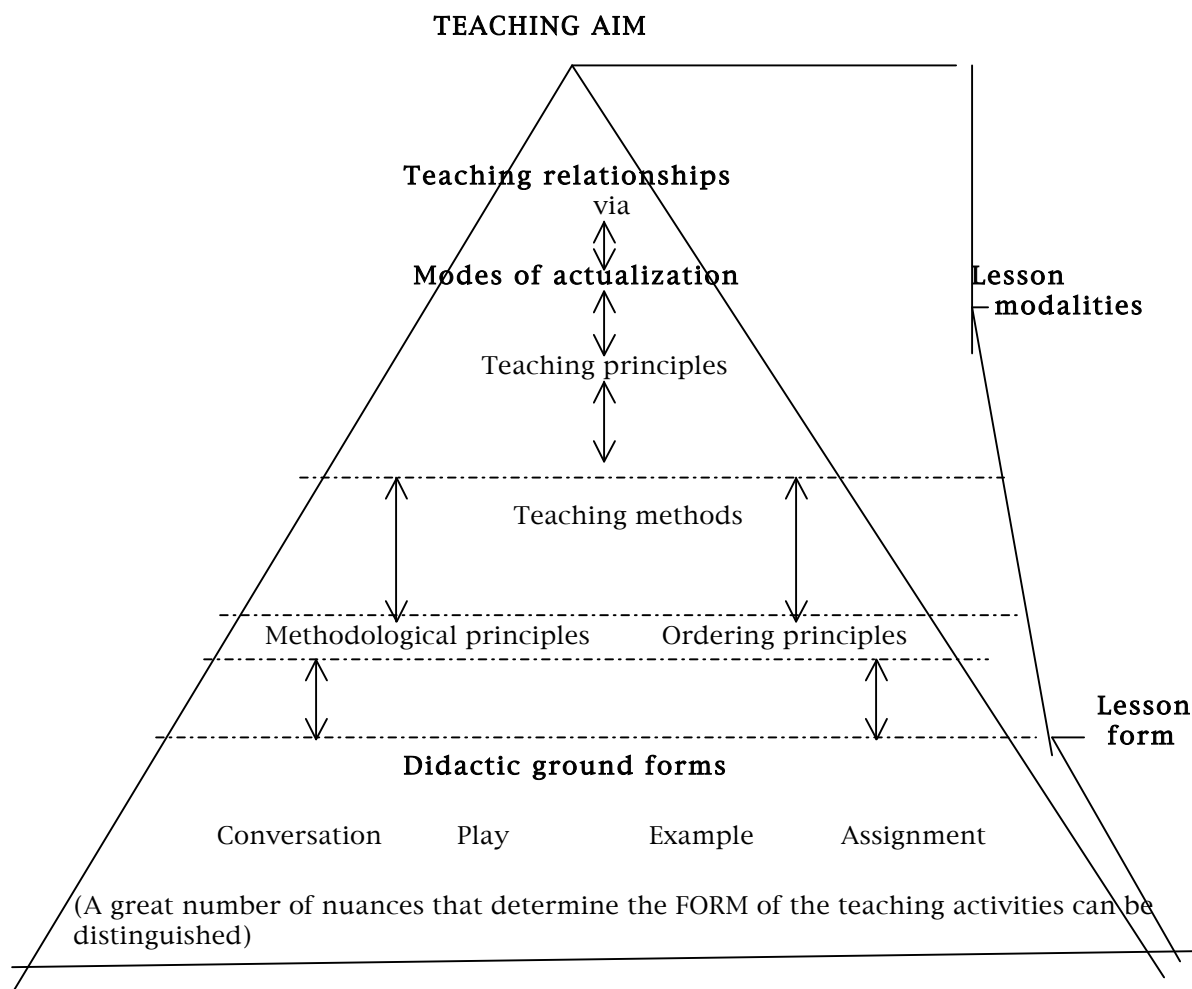 TEACHING AIM
Teaching relationships
via
Modes of actualization
Lesson
modalities
Teaching principles
Teaching methods
Methodological principles Ordering principles
Lesson
form
Didactic ground forms
Conversation Play Example Assignment
(A great number of nuances that determine the FORM of the teaching activities can be
distinguished)